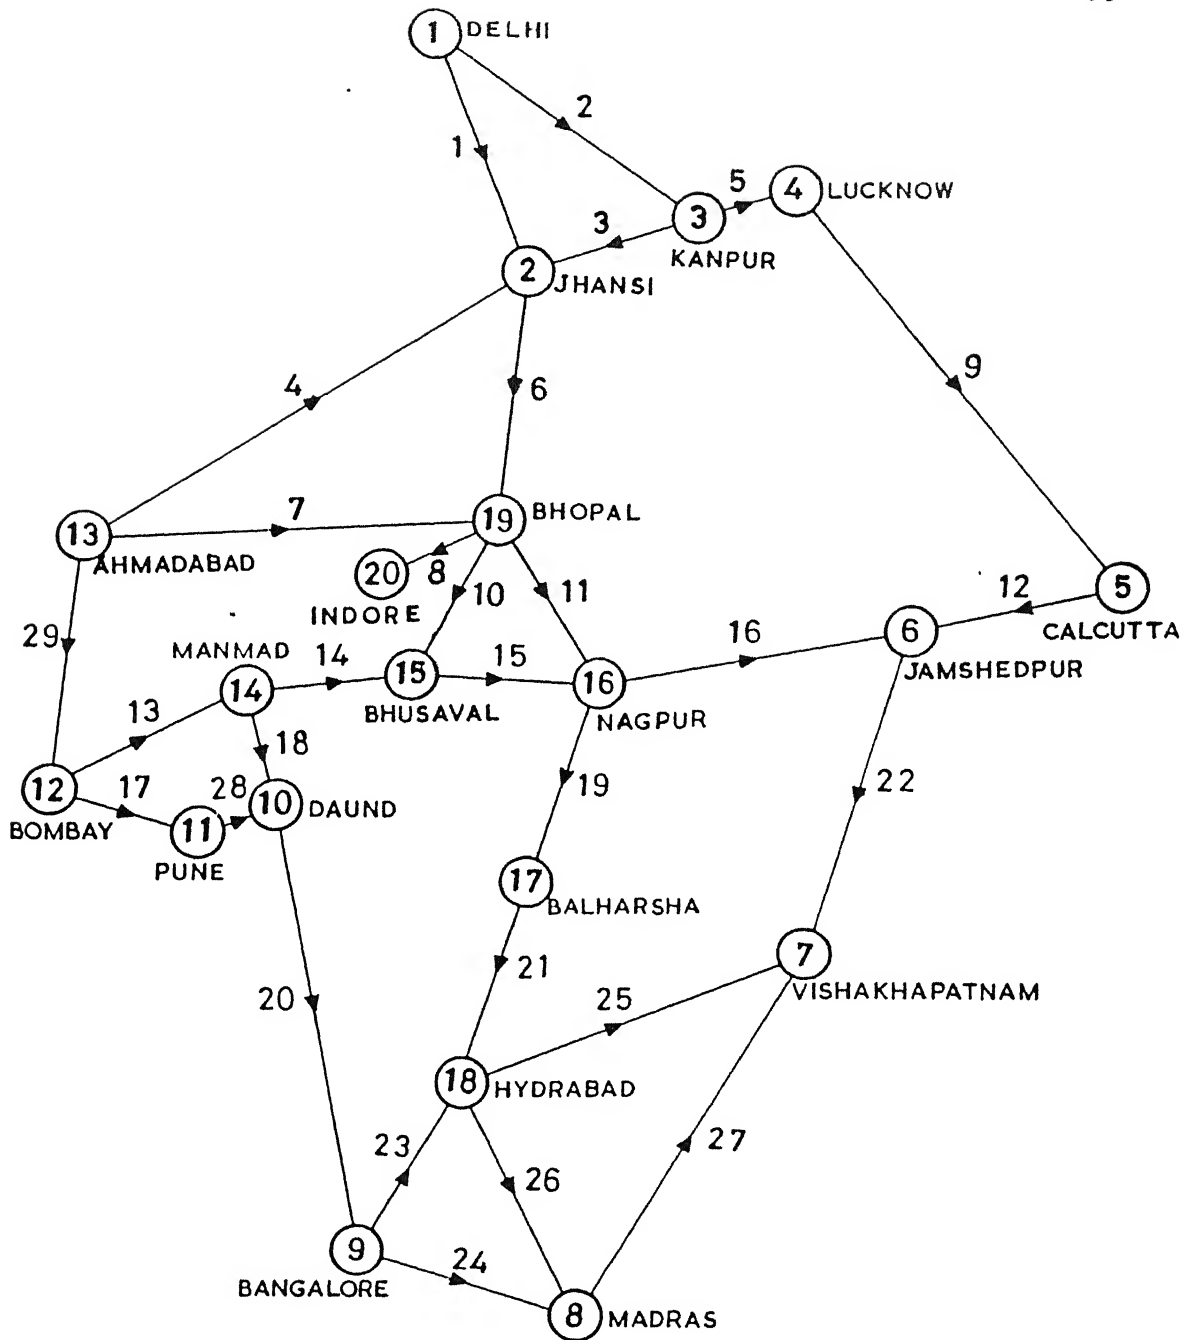 1 DELHI
2
1
5 4 LUCKNOW
3 3
KANPUR
2 JHANSI
9
4 6
7 19 BHOPAL
13
AHMADABAD
20 8 10 11
INDORE
12 5
CALCUTTA
29 16 6
JAMSHEDPUR
MANMAD 14 15 15 16
14
BHUSAVAL NAGPUR
13 18
22
19
12 17 28 10 DAUND
BOMBAY 11
PUNE
17
BALHARSHA
7
VISHAKHAPATNAM
21
20 25
18 HYDRABAD
23 27
26
9 24
BANGALORE
8 MADRAS